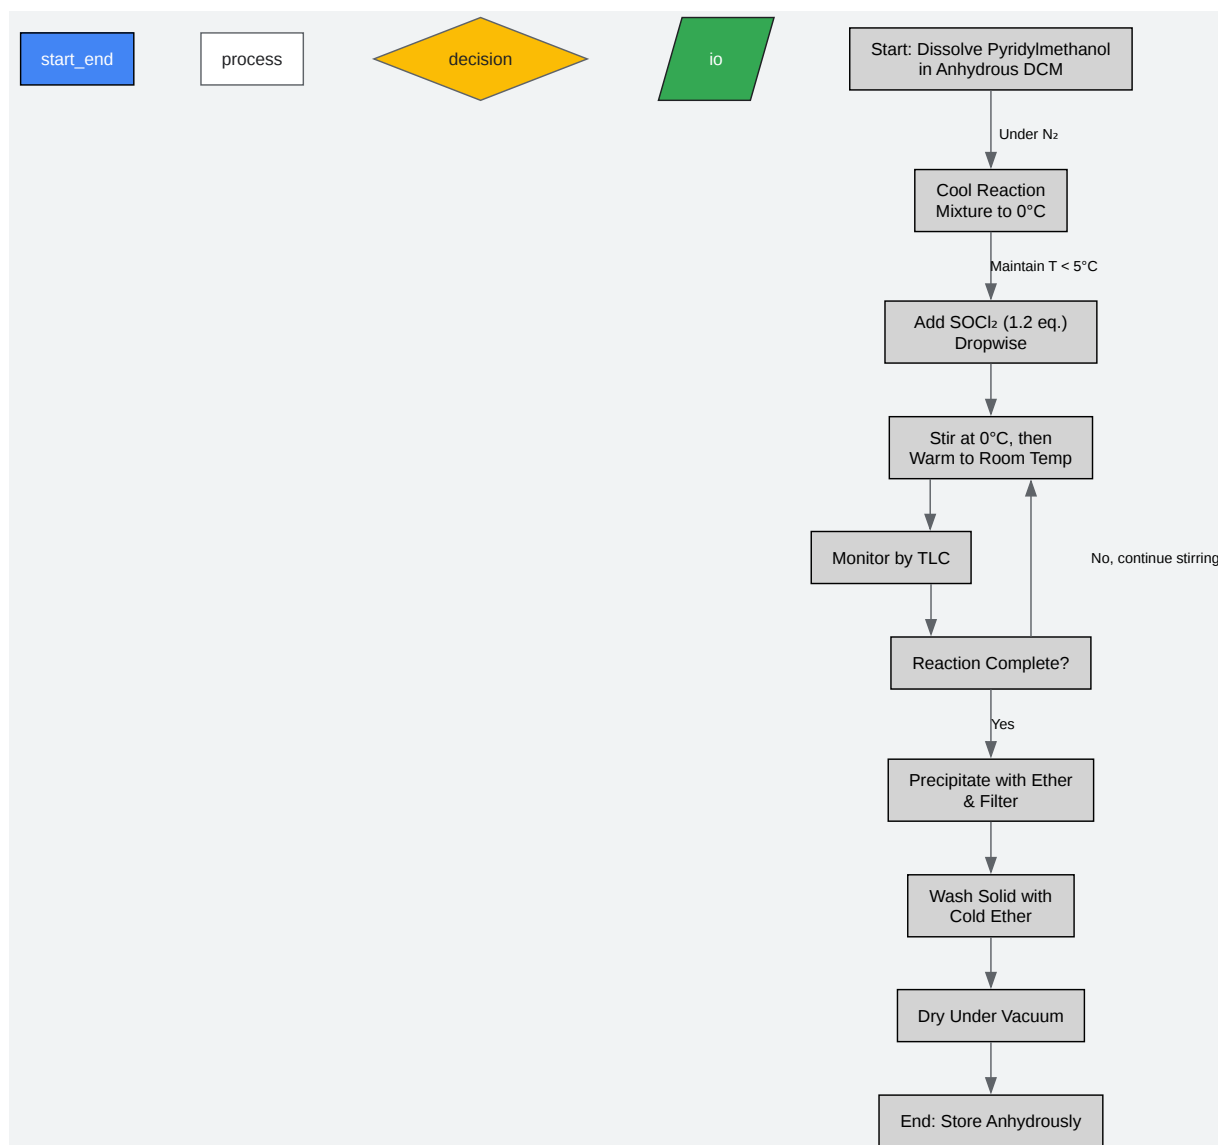 start_end
process
decision
io
Start: Dissolve Pyridylmethanol
in Anhydrous DCM
Under N₂
Cool Reaction
Mixture to 0°C
Maintain T < 5°C
Add SOCl₂ (1.2 eq.)
Dropwise
Stir at 0°C, then
Warm to Room Temp
Monitor by TLC
No, continue stirring
Reaction Complete?
Yes
Precipitate with Ether
& Filter
Wash Solid with
Cold Ether
Dry Under Vacuum
End: Store Anhydrously